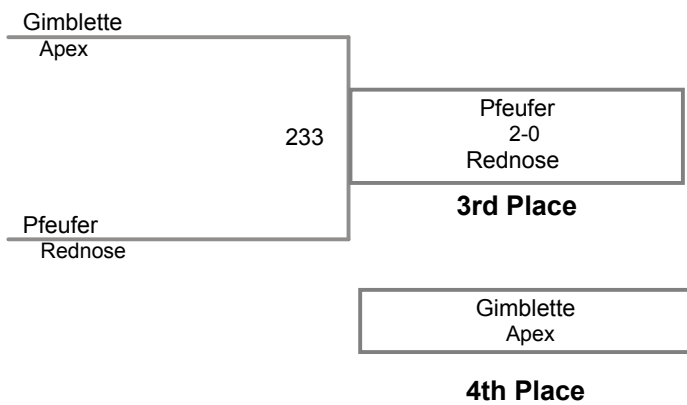 Gimblette
Apex
233
Pfeufer
2-0
Rednose
3rd Place
Pfeufer
Rednose
Gimblette
Apex
4th Place